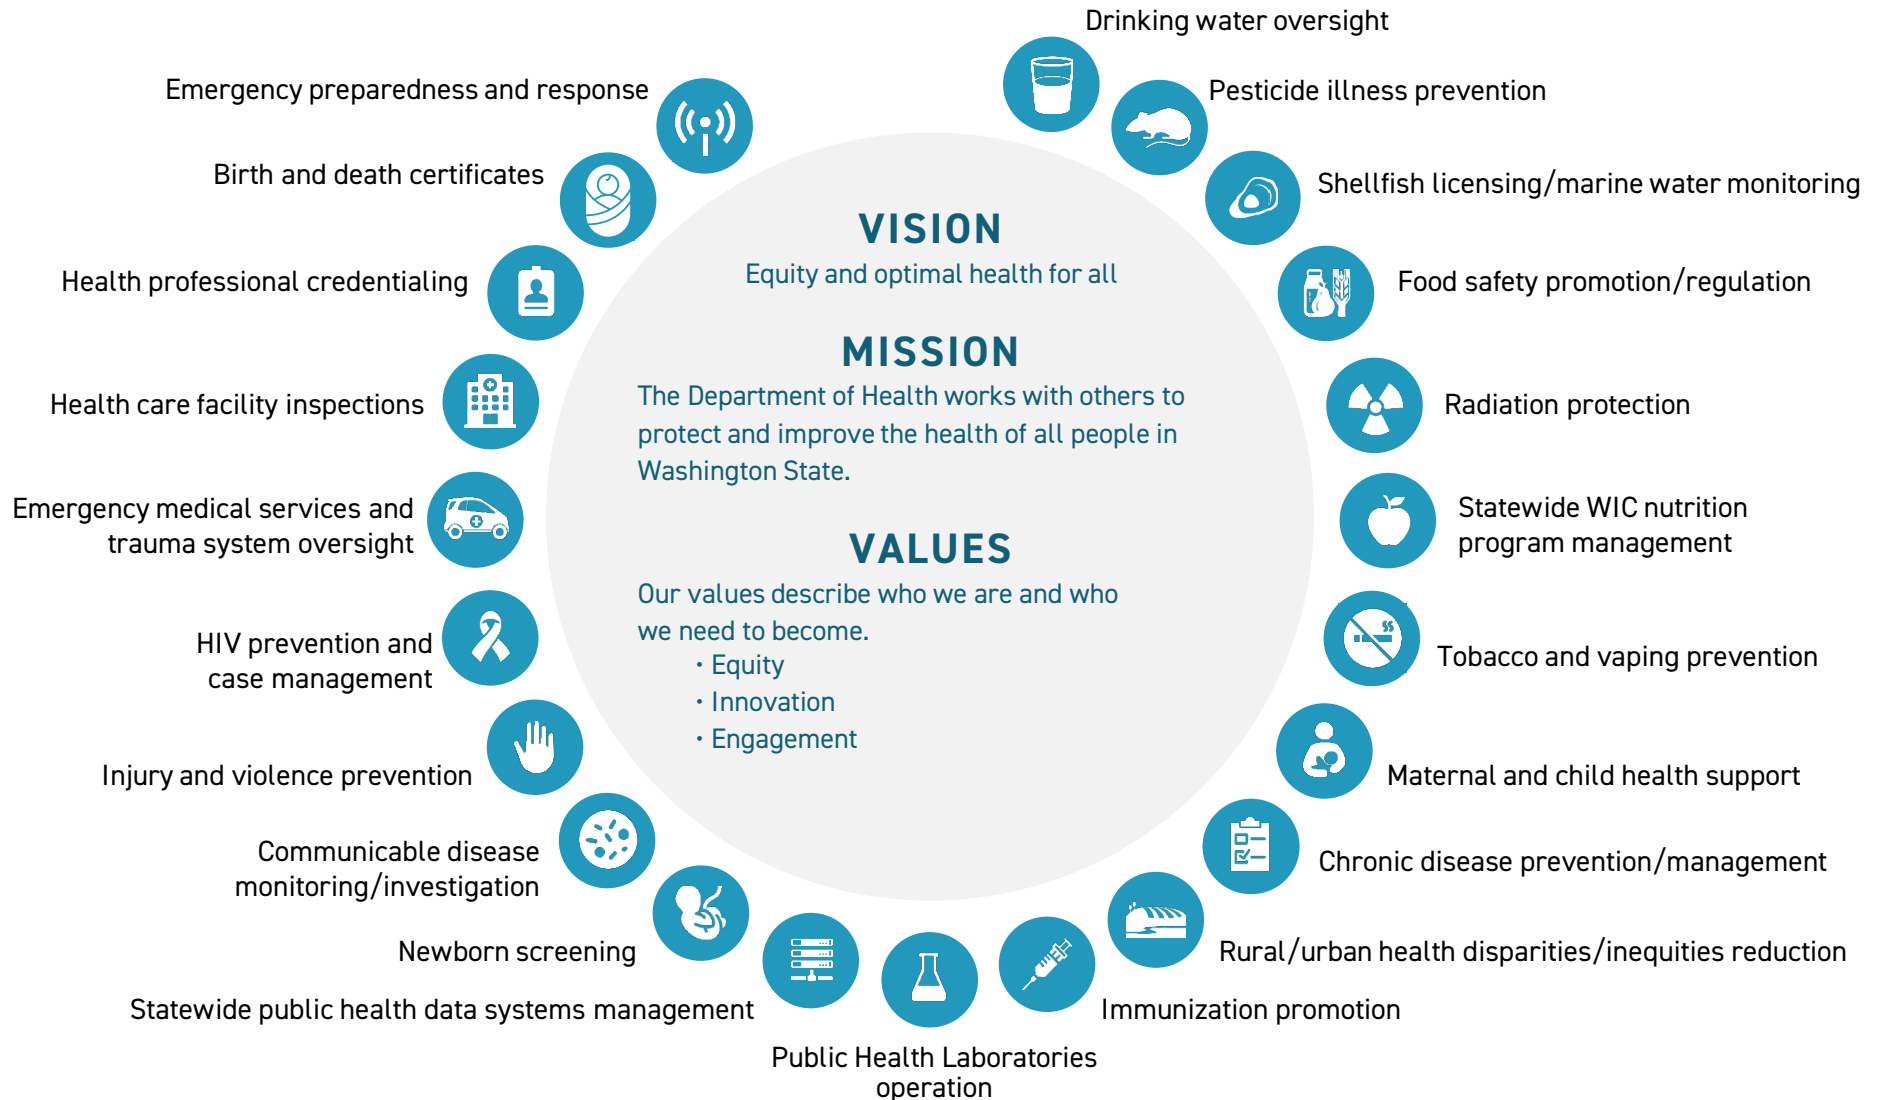 Drinking water oversight
Emergency preparedness and response
Pesticide illness prevention
Birth and death certificates
Shellfish licensing/marine water monitoring
Health professional credentialing
Food safety promotion/regulation
Health care facility inspections
Radiation protection
Emergency medical services and
trauma system oversight
Statewide WIC nutrition
program management
HIV prevention and
case management
Tobacco and vaping prevention
Injury and violence prevention
Maternal and child health support
Communicable disease
monitoring/investigation
Chronic disease prevention/management
Newborn screening
Rural/urban health disparities/inequities reduction
Statewide public health data systems management
Immunization promotion
Public Health Laboratories
operation
VISION
Equity and optimal health for all
MISSION
The Department of Health works with others to
protect and improve the health of all people in
Washington State.
VALUES
Our values describe who we are and who
we need to become.
• Equity
• Innovation
• Engagement